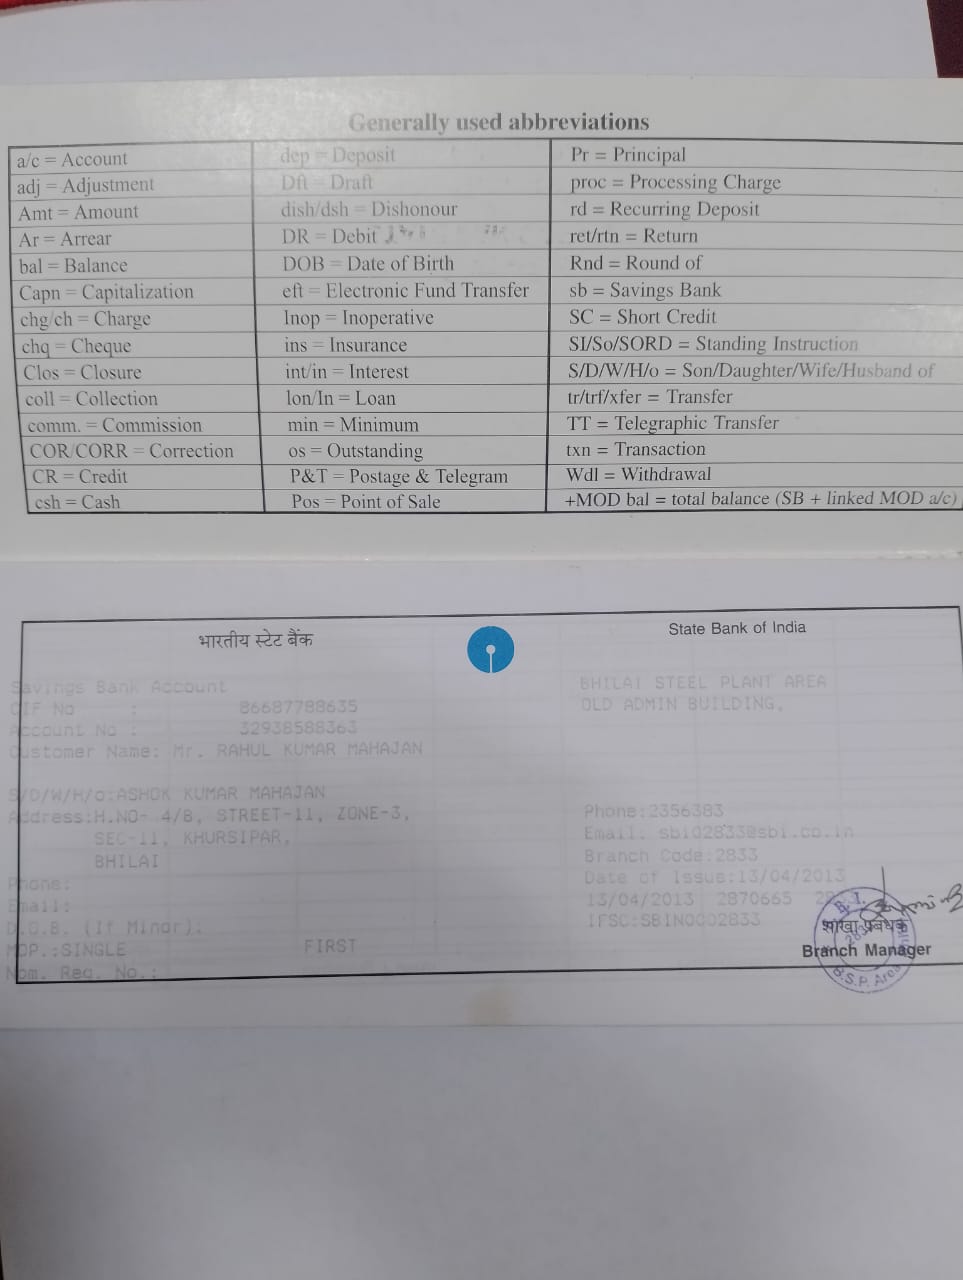 Generally used abbreviations
a/c = Account
dep = Deposit
Pr = Principal
adj = Adjustment
Dft = Draft
proc = Processing Charge
Amt = Amount
dish/dsh = Dishonour
rd = Recurring Deposit
Ar = Arrear
DR = Debit
ret/rtn = Return
bal = Balance
DOB = Date of Birth
Rnd = Round of
Capn = Capitalization
eft = Electronic Fund Transfer
sb = Savings Bank
chg/ch = Charge
Inop = Inoperative
SC = Short Credit
chq = Cheque
ins = Insurance
SI/So/SORD = Standing Instruction
Clos = Closure
int/in = Interest
S/D/W/H/o = Son/Daughter/Wife/Husband of
coll = Collection
lon/In = Loan
tr/trf/xfer = Transfer
comm. = Commission
min = Minimum
TT = Telegraphic Transfer
COR/CORR = Correction
os = Outstanding
txn = Transaction
CR = Credit
P&T = Postage & Telegram
Wdl = Withdrawal
csh = Cash
Pos = Point of Sale
+MOD bal = total balance (SB + linked MOD a/c)
भारतीय स्टेट बैंक
State Bank of India
Savings Bank Account
CIF No : 86687788635
Account No : 32938588363
Customer Name: Mr. RAHUL KUMAR MAHAJAN
S/D/W/H/o:ASHOK KUMAR MAHAJAN
Address:H.NO- 4/B, STREET-11, ZONE-3,
SEC-11, KHURSIPAR,
BHILAI
Phone:
Email:
D.O.B. (If Minor):
MOP.:SINGLE FIRST
Nom. Reg. No.:
BHILAI STEEL PLANT AREA
OLD ADMIN BUILDING,
Phone:2356383
Email: sbi02833@sbi.co.in
Branch Code:2833
Date of Issue:13/04/2013
13/04/2013 2870665
IFSC:SBIN0002833
शाखा प्रबंधक
Branch Manager
B.S.P. Area